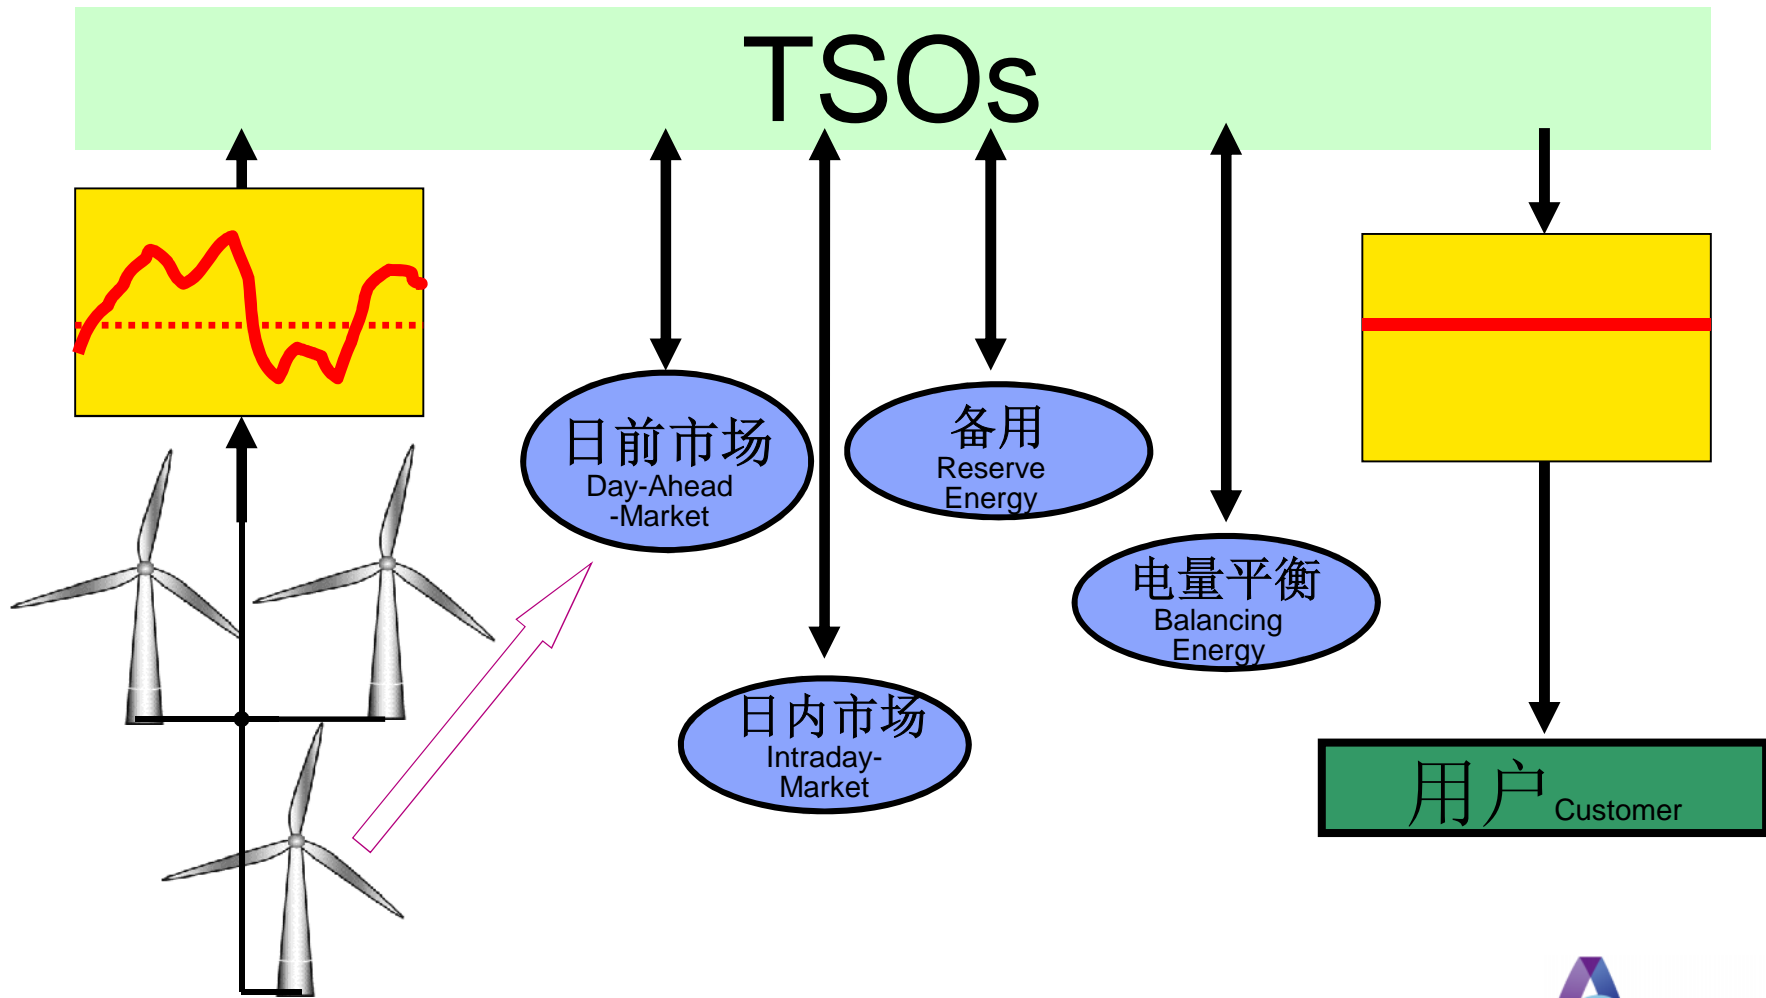 TSOs
日前市场
Day-Ahead
-Market
备用
Reserve
Energy
电量平衡
Balancing
Energy
日内市场
Intraday-
Market
用户 Customer